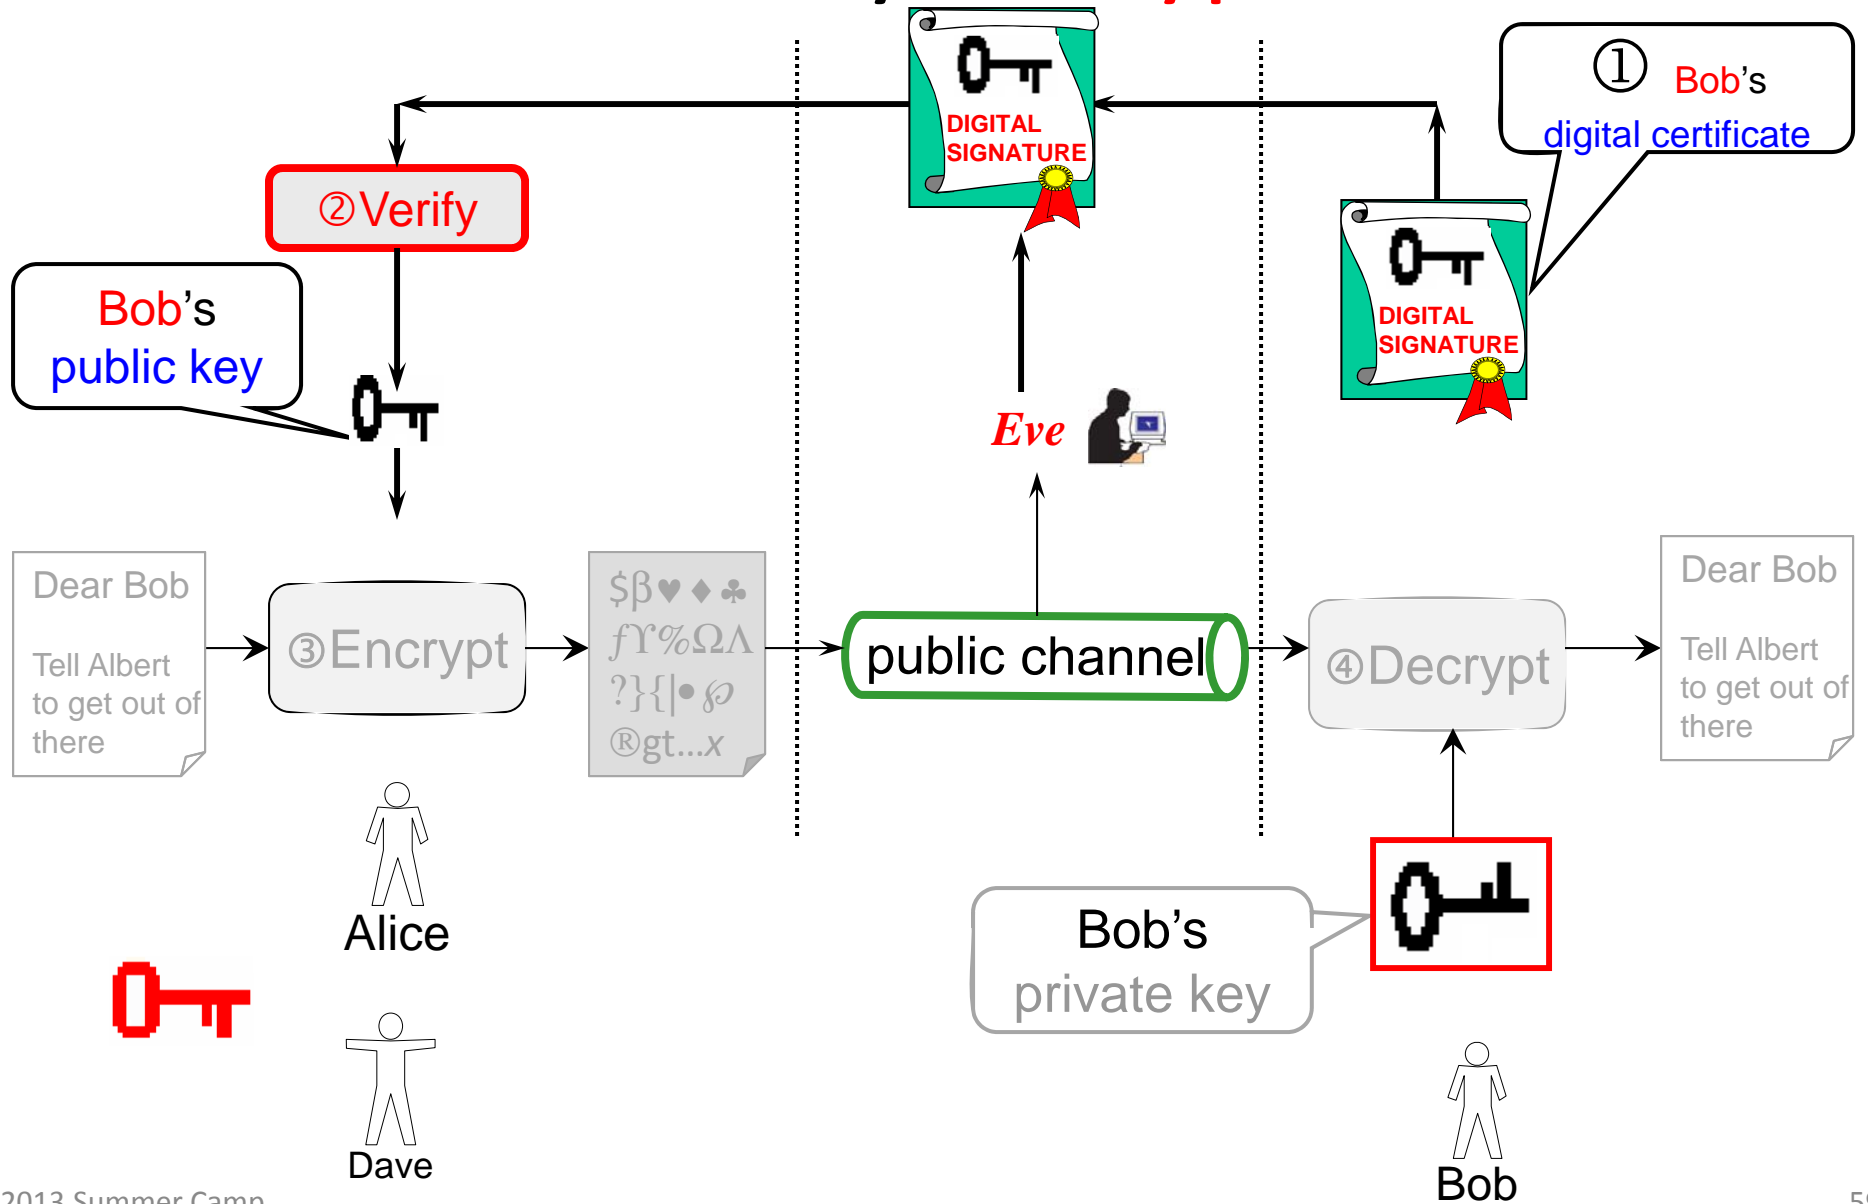 ① Bob's
digital certificate
DIGITAL
SIGNATURE
②Verify
DIGITAL
SIGNATURE
Bob's
public key
Eve
Dear Bob
Tell Albert
to get out of
there
③Encrypt
$β♥♦♣
ƒϒ%ΩΛ
?}{|•℘
®gt...x
public channel
④Decrypt
Dear Bob
Tell Albert
to get out of
there
Alice
Bob's
private key
Dave
Bob
2013 Summer Camp